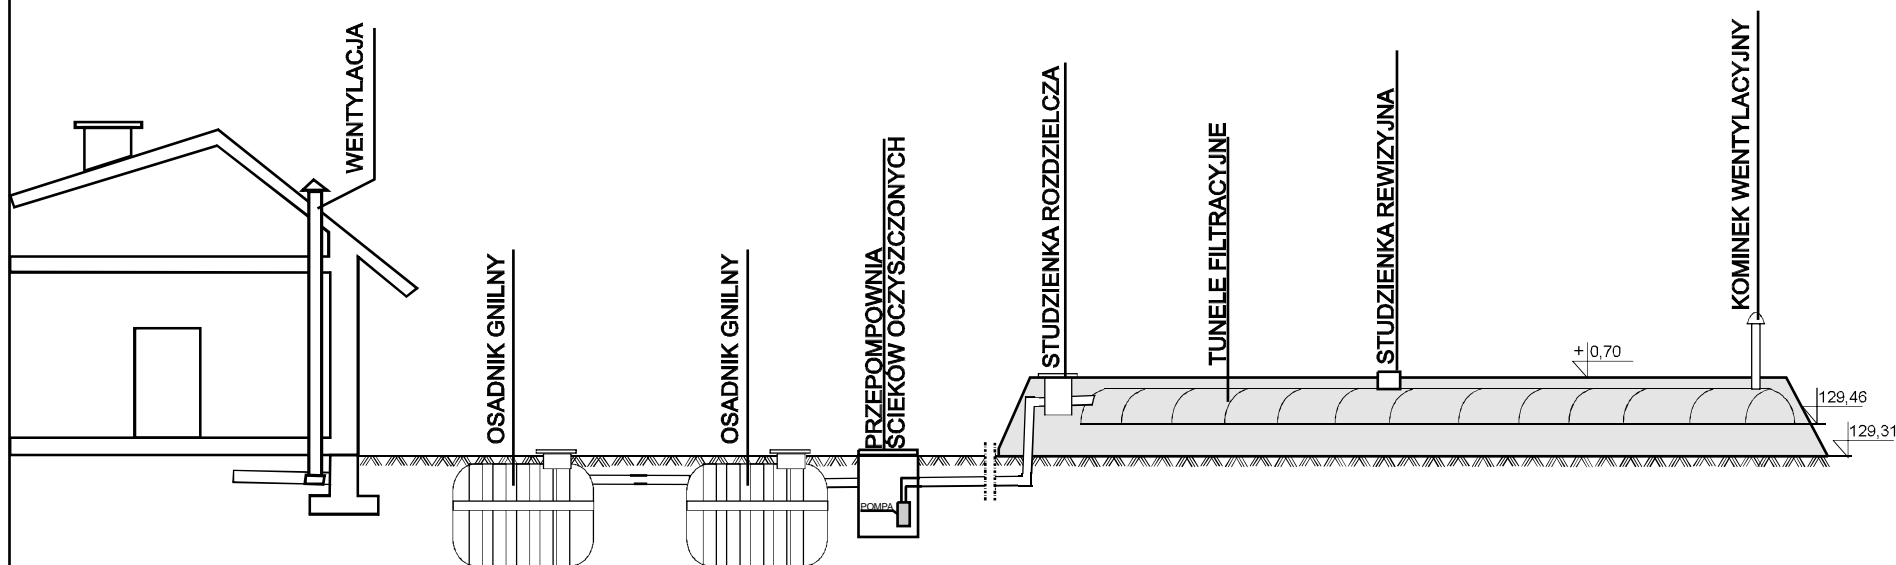 WENTYLACJA
OSADNIK GNILNY
OSADNIK GNILNY
PRZEPOMPOWNIA
ŚCIEKÓW OCZYSZCZONYCH
POMPA
STUDZIENKA ROZDZIELCZA
TUNELE FILTRACYJNE
STUDZIENKA REWIZYJNA
KOMINEK WENTYLACYJNY
+0,70
129,46
129,31